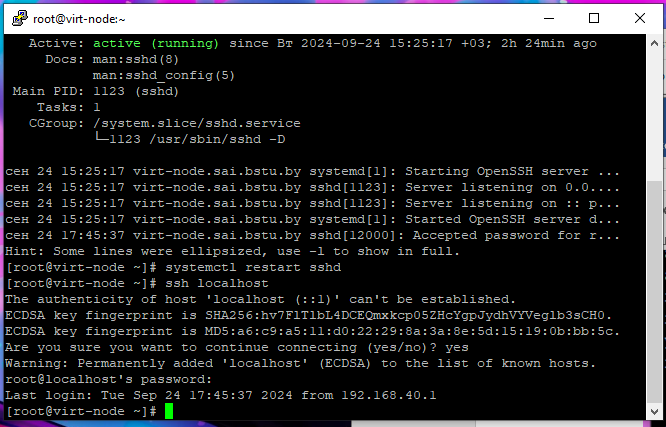 root@virt-node:~
Active: active (running) since Вт 2024-09-24 15:25:17 +03; 2h 24min ago
Docs: man:sshd(8)
man:sshd_config(5)
Main PID: 1123 (sshd)
Tasks: 1
CGroup: /system.slice/sshd.service
└─1123 /usr/sbin/sshd -D
сен 24 15:25:17 virt-node.sai.bstu.by systemd[1]: Starting OpenSSH server ...
сен 24 15:25:17 virt-node.sai.bstu.by sshd[1123]: Server listening on 0.0....
сен 24 15:25:17 virt-node.sai.bstu.by sshd[1123]: Server listening on :: p...
сен 24 15:25:17 virt-node.sai.bstu.by systemd[1]: Started OpenSSH server d...
сен 24 17:45:37 virt-node.sai.bstu.by sshd[12000]: Accepted password for r...
Hint: Some lines were ellipsized, use -l to show in full.
[root@virt-node ~]# systemctl restart sshd
[root@virt-node ~]# ssh localhost
The authenticity of host 'localhost (::1)' can't be established.
ECDSA key fingerprint is SHA256:hv7FlTlbL4DCEQmxkcp05ZHcYgpJydhVYVeglb3sCH0.
ECDSA key fingerprint is MD5:a6:c9:a5:11:d0:22:29:8a:3a:8e:5d:15:19:0b:bb:5c.
Are you sure you want to continue connecting (yes/no)? yes
Warning: Permanently added 'localhost' (ECDSA) to the list of known hosts.
root@localhost's password:
Last login: Tue Sep 24 17:45:37 2024 from 192.168.40.1
[root@virt-node ~]#